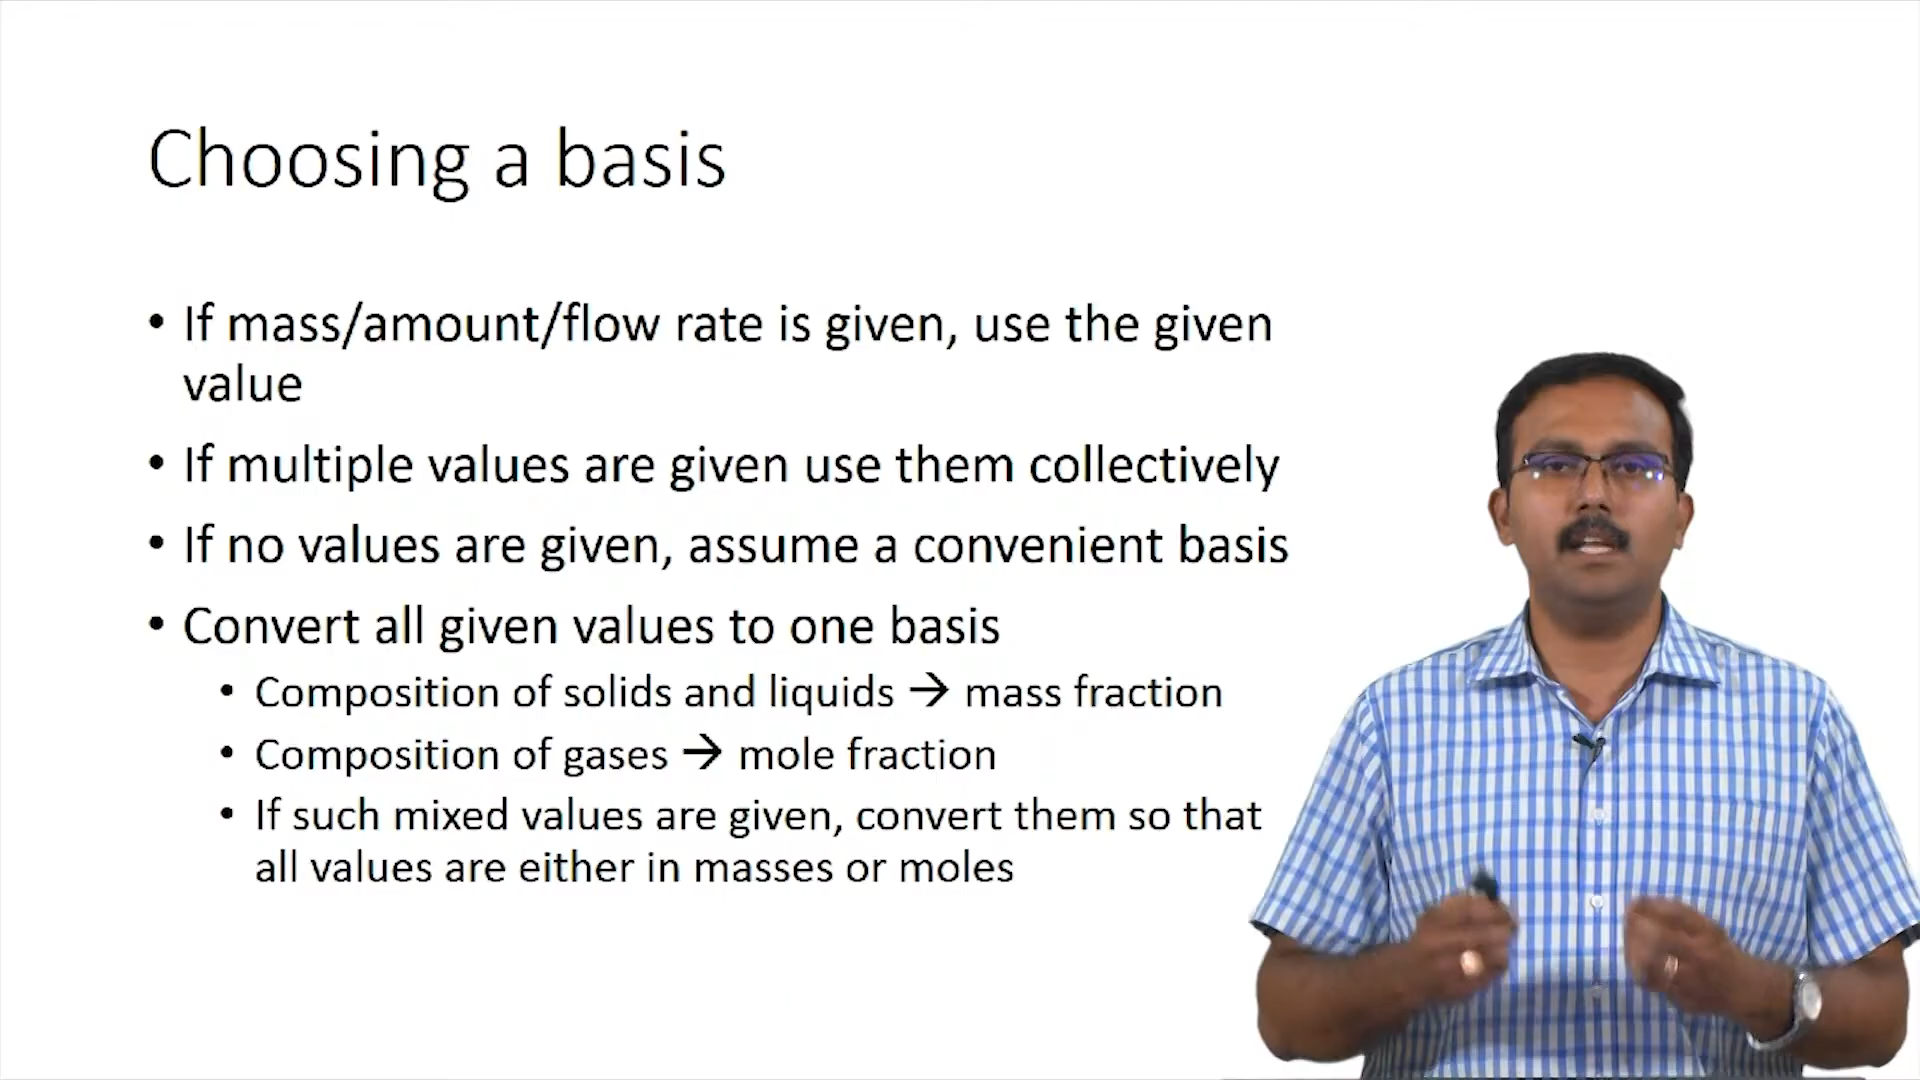 Choosing a basis
• If mass/amount/flow rate is given, use the given
value
• If multiple values are given use them collectively
• If no values are given, assume a convenient basis
• Convert all given values to one basis
• Composition of solids and liquids → mass fraction
• Composition of gases → mole fraction
• If such mixed values are given, convert them so that
all values are either in masses or moles